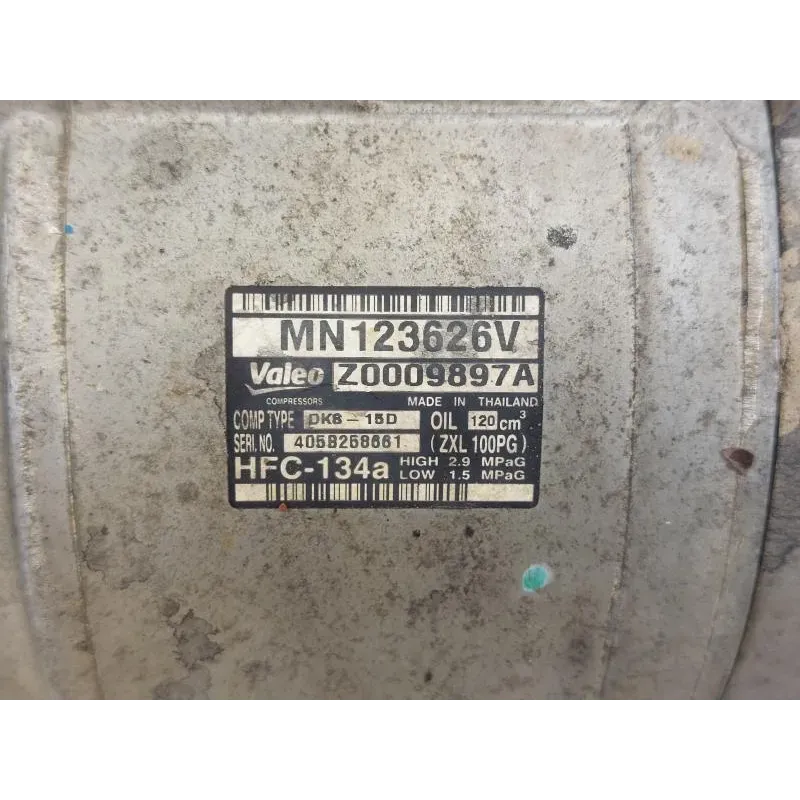 MN123626V
Valeo Z0009897A
COMPRESSORS MADE IN THAILAND
COMP TYPE DKS-15D OIL 120 cm³
SERI. NO. 4058258661 (ZXL 100PG)
HFC-134a HIGH 2.9 MPaG
LOW 1.5 MPaG